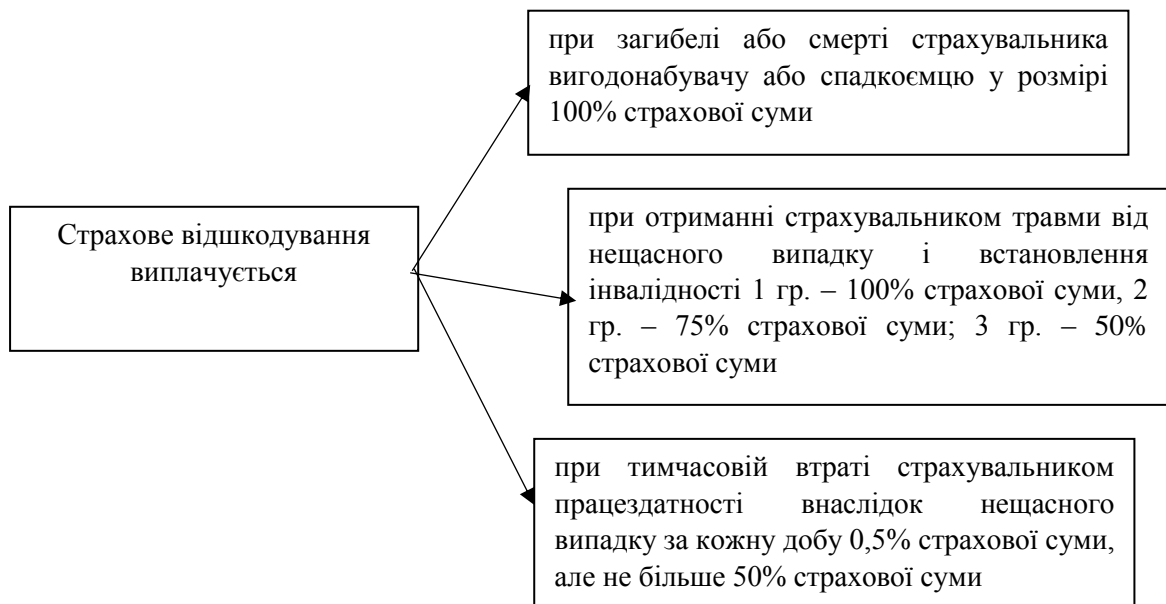 при загибелі або смерті страхувальника
вигодонабувачу або спадкоємцю у розмірі
100% страхової суми
Страхове відшкодування
виплачується
при отриманні страхувальником травми від
нещасного випадку і встановлення
інвалідності 1 гр. – 100% страхової суми, 2
гр. – 75% страхової суми; 3 гр. – 50%
страхової суми
при тимчасовій втраті страхувальником
працездатності внаслідок нещасного
випадку за кожну добу 0,5% страхової суми,
але не більше 50% страхової суми